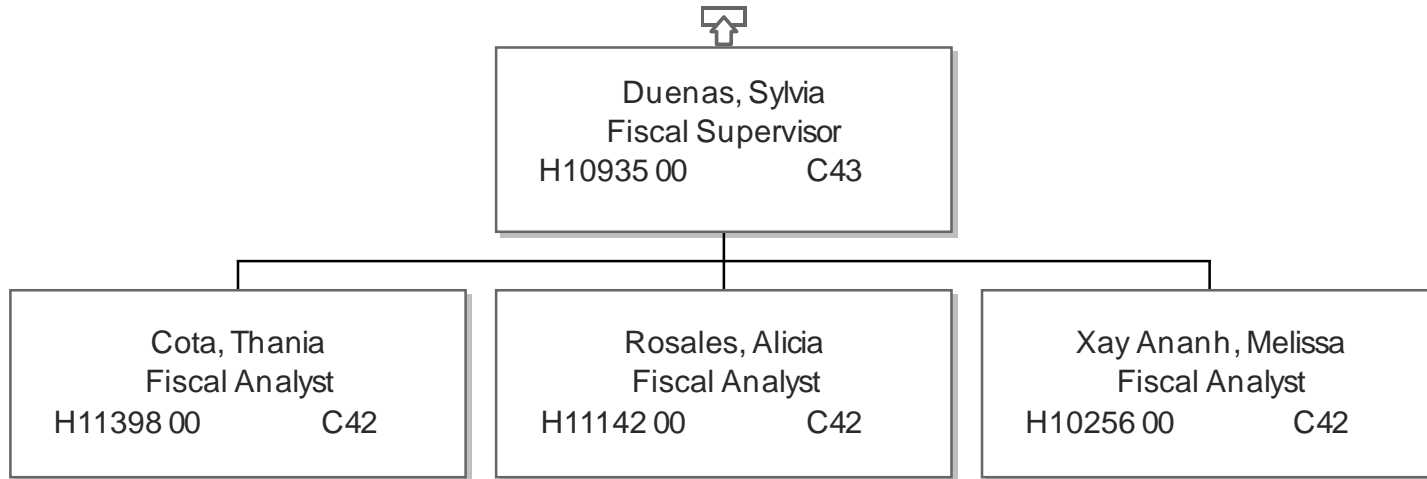 Duenas, Sylvia
Fiscal Supervisor
H10935 00 C43
Cota, Thania
Fiscal Analyst
H11398 00 C42
Rosales, Alicia
Fiscal Analyst
H11142 00 C42
Xay Ananh, Melissa
Fiscal Analyst
H10256 00 C42